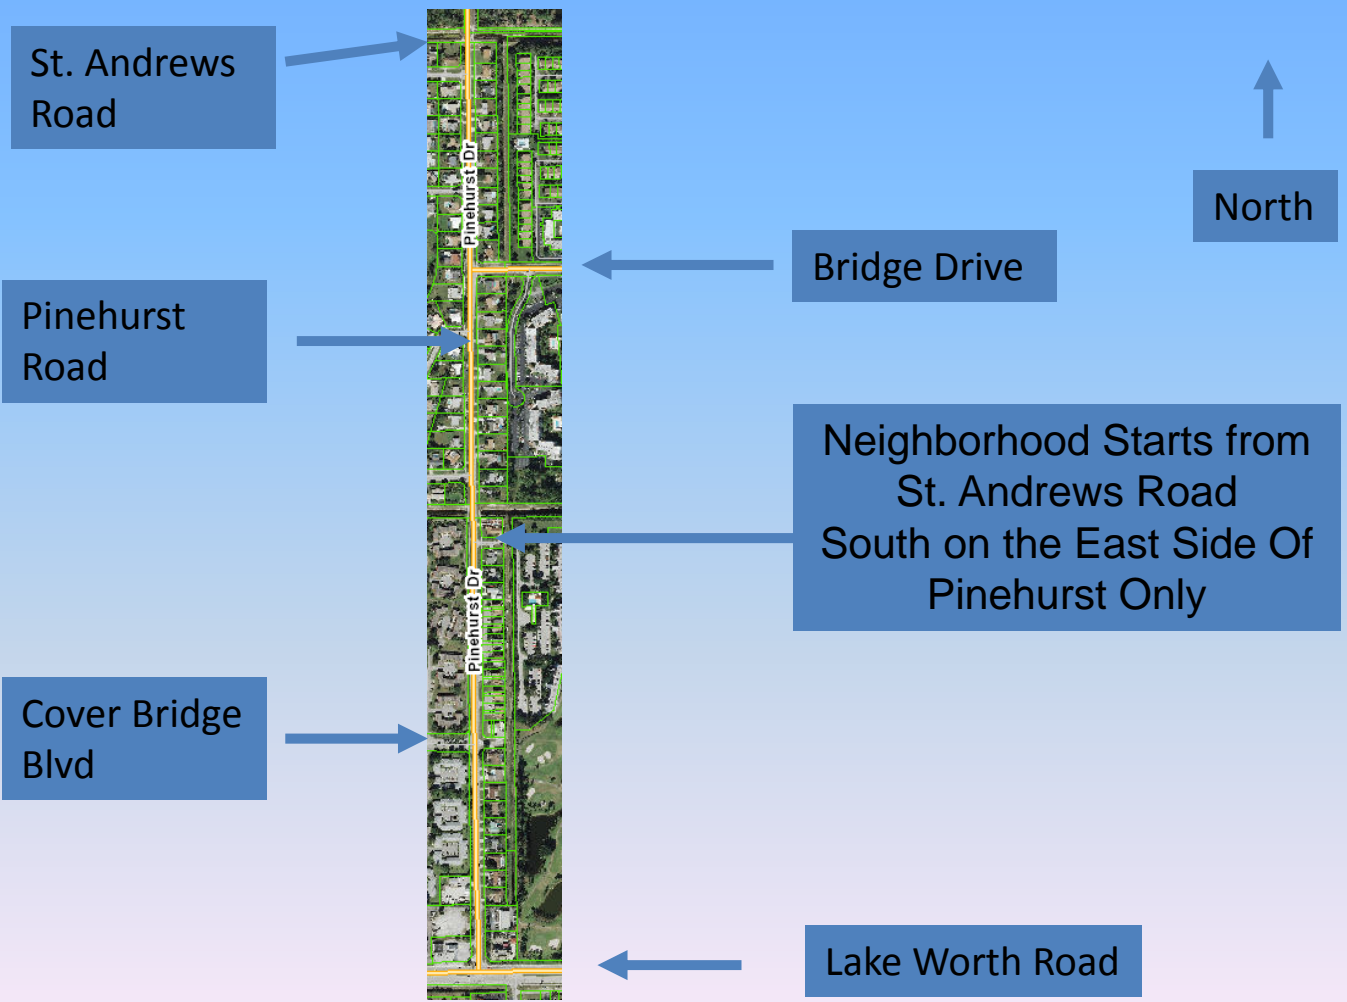 St. Andrews
Road
North
Pinehurst Dr
Bridge Drive
Pinehurst
Road
Neighborhood Starts from
St. Andrews Road
South on the East Side Of
Pinehurst Only
Pinehurst Dr
Cover Bridge
Blvd
Lake Worth Road